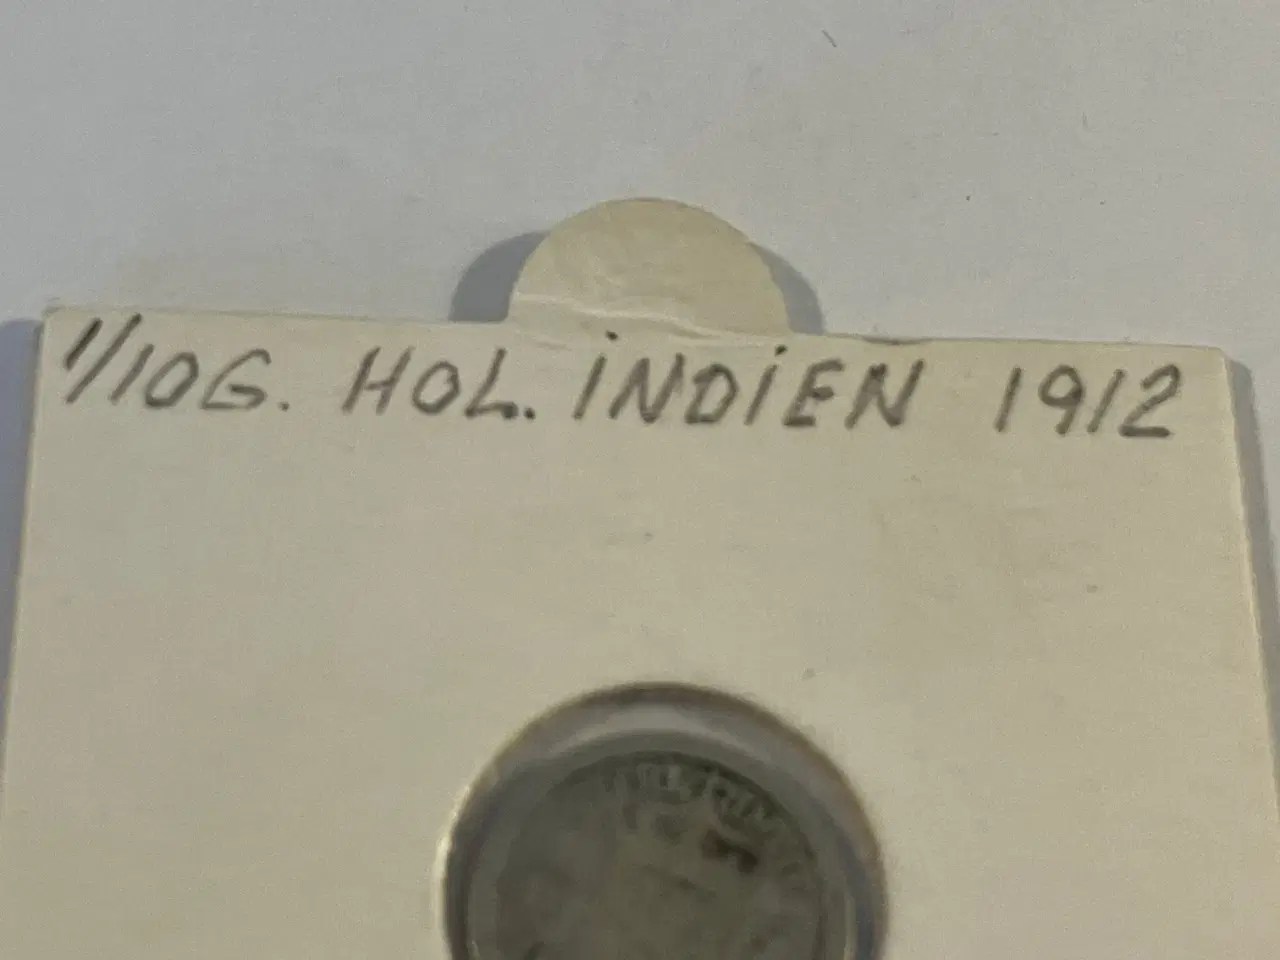 1/10G. HOL. INDIEN 1912